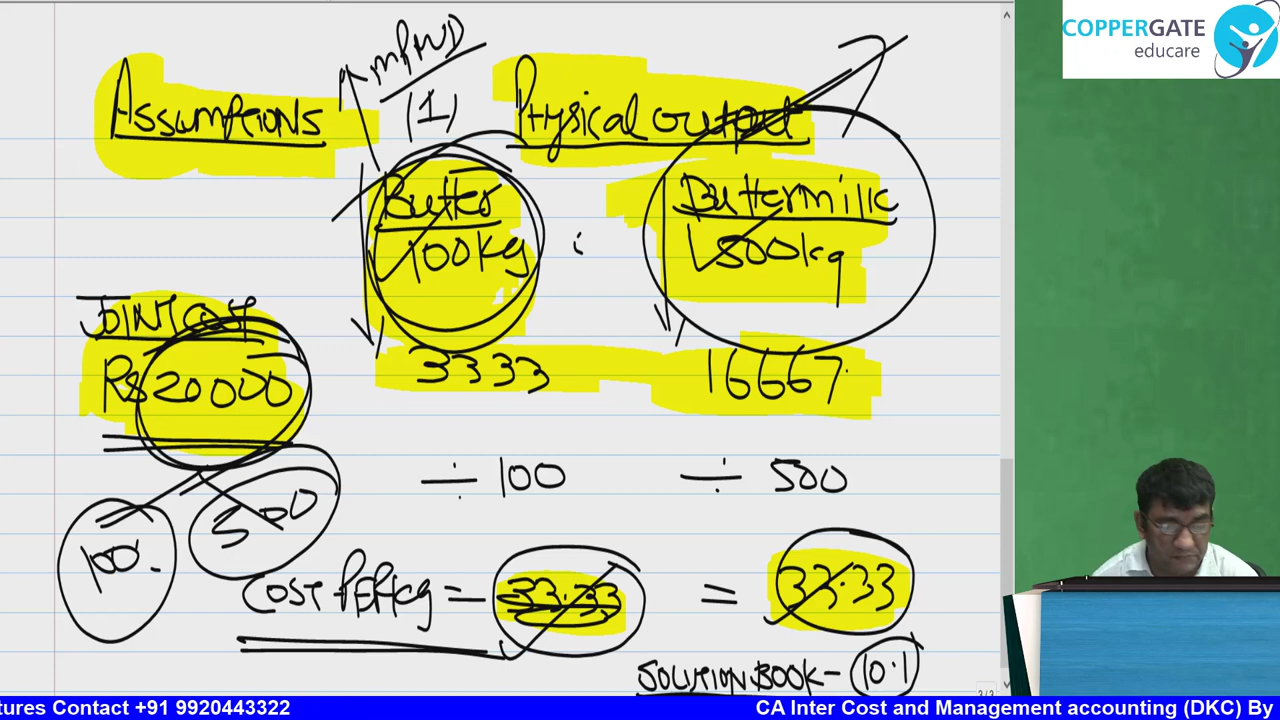 COPPERGATE
educare
Assumptions
(1)
Physical output
Butter
100kg
:
Buttermilk
500kg
Joint cost
Rs 20000
3333
16667
÷ 100
÷ 500
100
500
Cost Per kg = 33.33
= 33.33
SOLUTION BOOK - 10.1
3/3
tures Contact +91 9920443322
CA Inter Cost and Management accounting (DKC) By